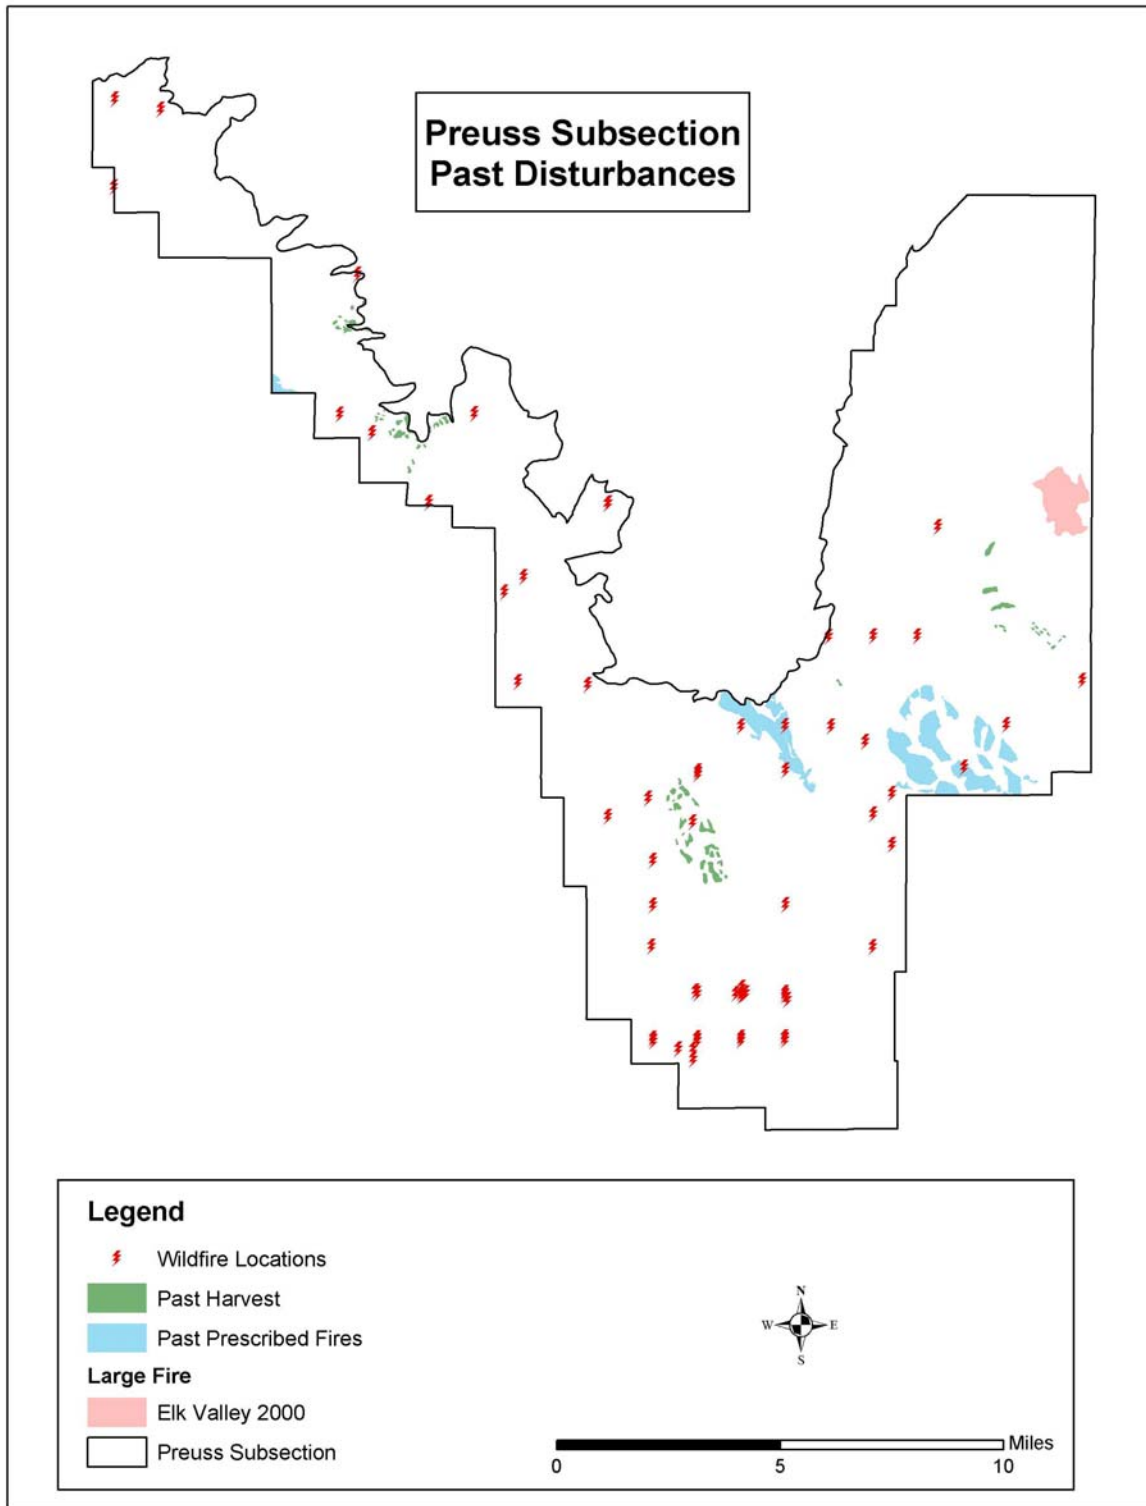 Preuss Subsection
Past Disturbances
Legend
Wildfire Locations
Past Harvest
Past Prescribed Fires
Large Fire
Elk Valley 2000
Preuss Subsection
N
W E
S
Miles
0 5 10